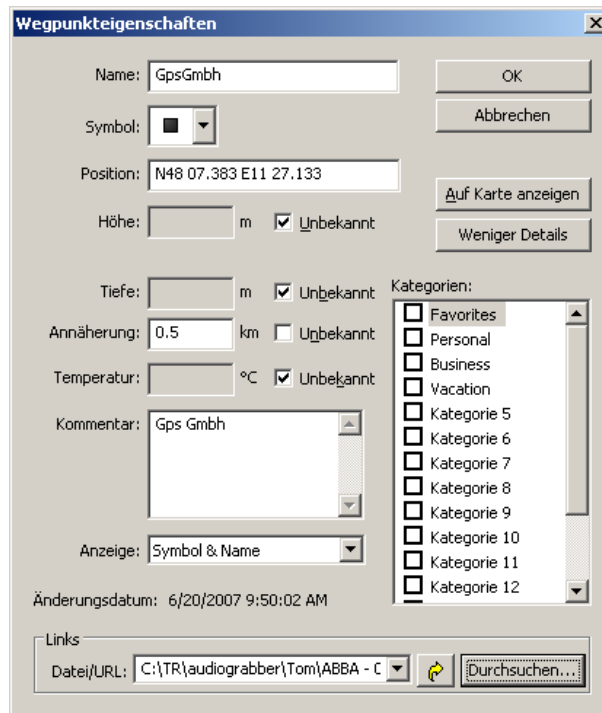 Wegpunkteigenschaften
Name: GpsGmbh
OK
Symbol:
Abbrechen
Position: N48 07.383 E11 27.133
Auf Karte anzeigen
Höhe: m Unbekannt
Weniger Details
Tiefe: m Unbekannt
Annäherung: 0.5 km Unbekannt
Temperatur: °C Unbekannt
Kommentar: Gps Gmbh
Anzeige: Symbol & Name
Kategorien:
Favorites
Personal
Business
Vacation
Kategorie 5
Kategorie 6
Kategorie 7
Kategorie 8
Kategorie 9
Kategorie 10
Kategorie 11
Kategorie 12
Änderungsdatum: 6/20/2007 9:50:02 AM
Links
Datei/URL: C:\TR\audiograbber\Tom\ABBA - Durchsuchen...